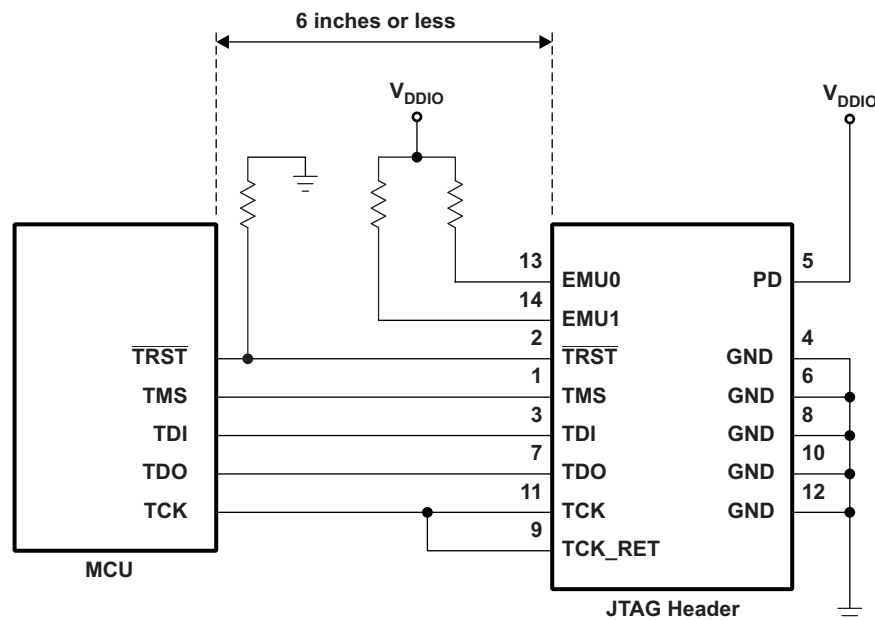 6 inches or less
VDDIO
VDDIO
13
EMU0
PD
5
14
EMU1
TRST
2
TRST
GND
4
TMS
1
TMS
GND
6
TDI
3
TDI
GND
8
TDO
7
TDO
GND
10
TCK
11
TCK
GND
12
9
TCK_RET
MCU
JTAG Header